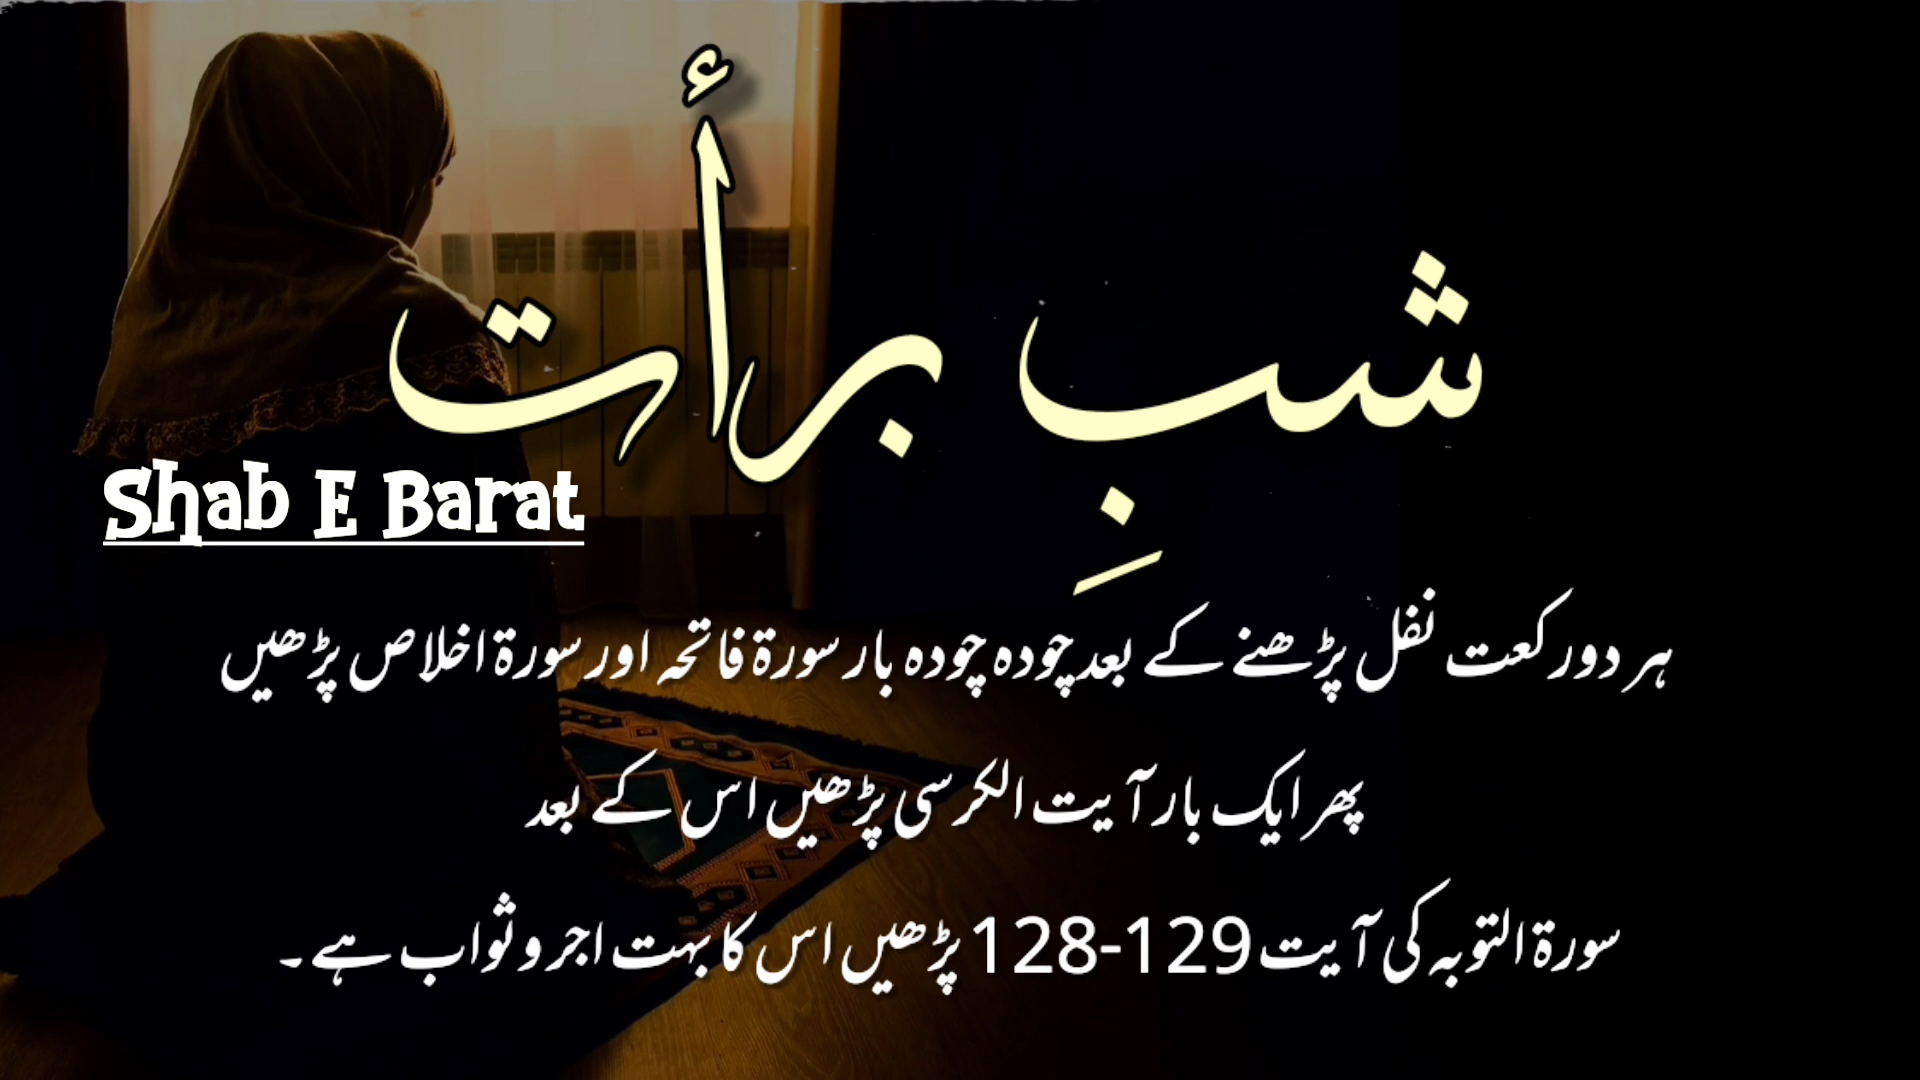 شبِ برأت
Shab E Barat
ہر دو رکعت نفل پڑھنے کے بعد چودہ چودہ بار سورۃ فاتحہ اور سورۃ اخلاص پڑھیں
پھر ایک بار آیت الکرسی پڑھیں اس کے بعد
سورۃ التوبہ کی آیت 129-128 پڑھیں اس کا بہت اجر و ثواب ہے۔